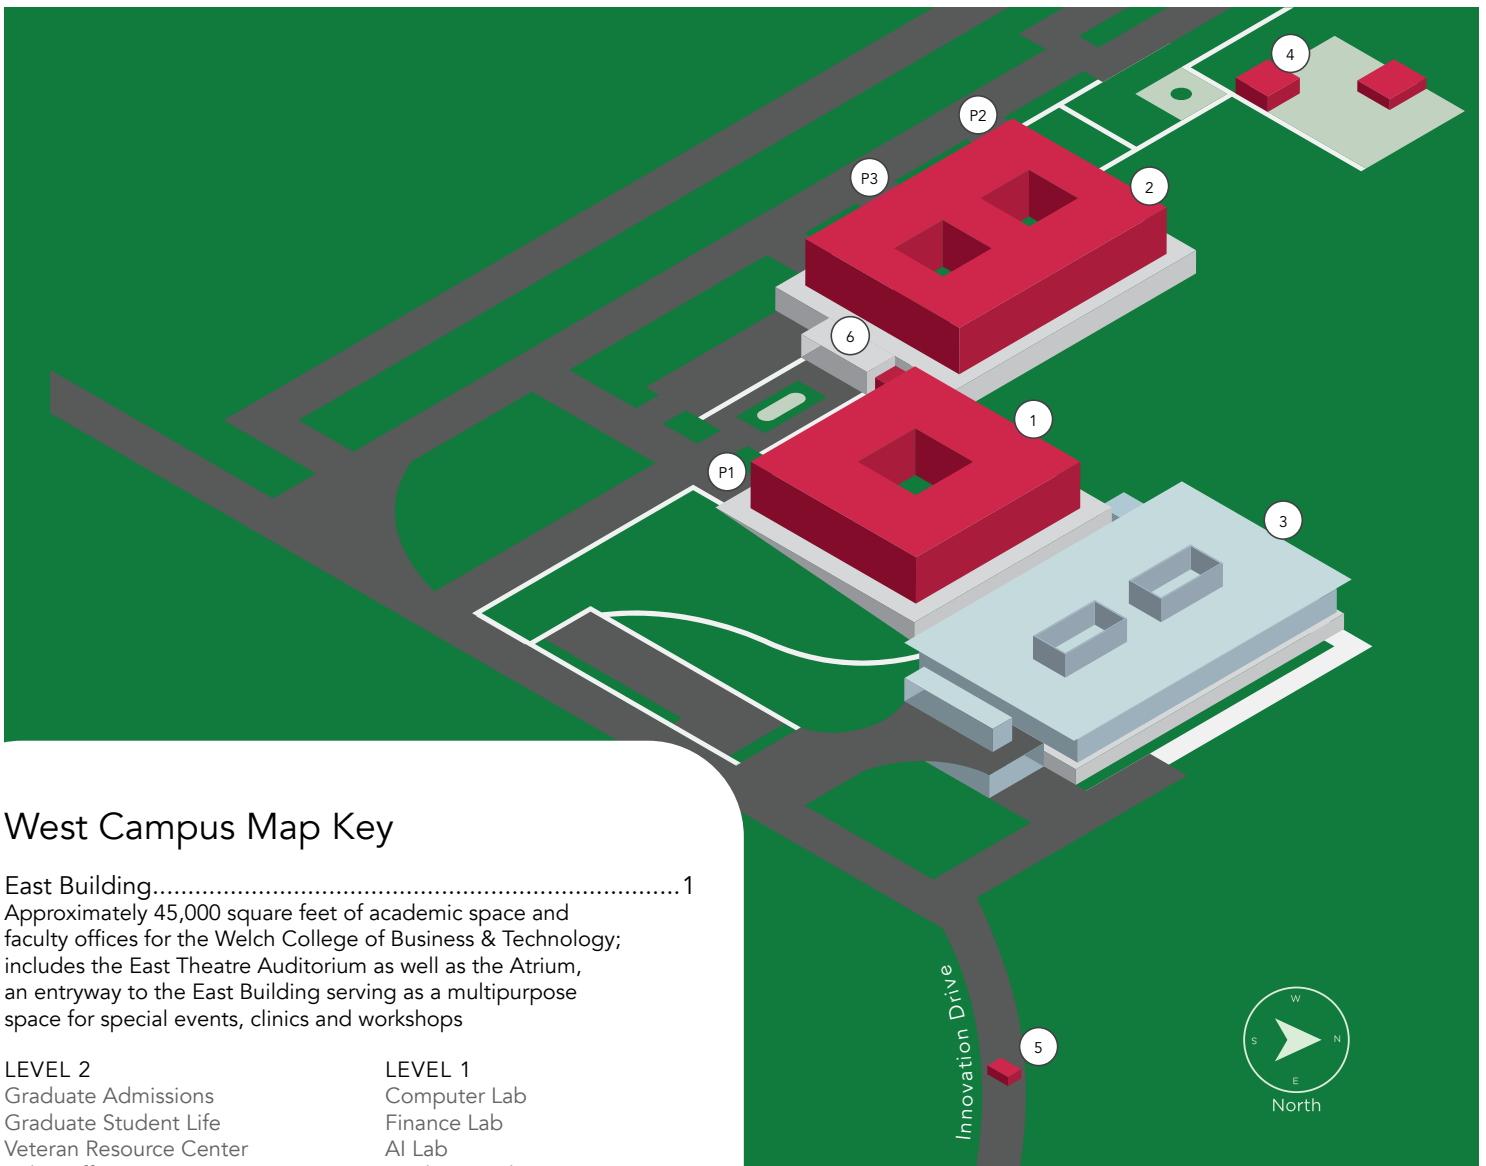 4
P2
P3
2
6
1
P1
3
West Campus Map Key
East Building...........................................................................1
Approximately 45,000 square feet of academic space and
faculty offices for the Welch College of Business & Technology;
includes the East Theatre Auditorium as well as the Atrium,
an entryway to the East Building serving as a multipurpose
space for special events, clinics and workshops
LEVEL 2
Graduate Admissions
Graduate Student Life
Veteran Resource Center
LEVEL 1
Computer Lab
Finance Lab
AI Lab
Innovation Drive
5
W
S
N
E
North